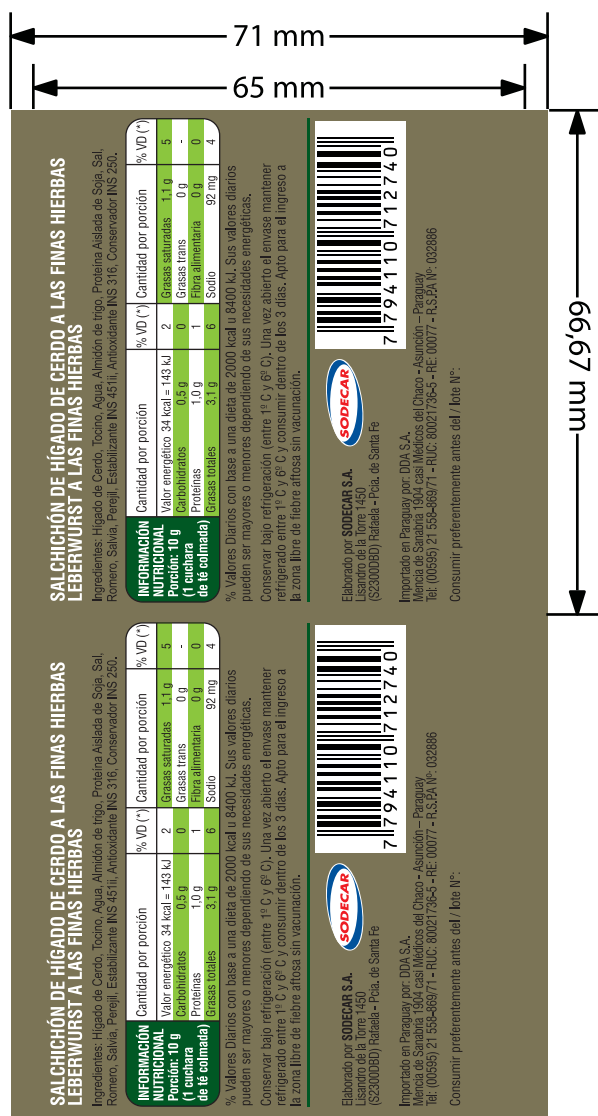 71 mm
65 mm
66,67 mm
SALCHICHÓN DE HÍGADO DE CERDO A LAS FINAS HIERBAS
LEBERWURST A LAS FINAS HIERBAS
Ingredientes: Hígado de Cerdo, Tocino, Agua, Almidón de trigo, Proteína Aislada de Soja, Sal,
Romero, Salvia, Perejil, Estabilizante INS 451ii, Antioxidante INS 316, Conservador INS 250.
INFORMACIÓN
NUTRICIONAL
Porción: 10 g
(1 cuchara
de té colmada)
Cantidad por porción % VD (*) Cantidad por porción % VD (*)
Valor energético 34 kcal = 143 kJ 2 Grasas saturadas 1,1 g 5
Carbohidratos 0,5 g 0 Grasas trans 0 g -
Proteínas 1,0 g 1 Fibra alimentaria 0 g 0
Grasas totales 3,1 g 6 Sodio 92 mg 4
% Valores Diarios con base a una dieta de 2000 kcal u 8400 kJ. Sus valores diarios
pueden ser mayores o menores dependiendo de sus necesidades energéticas.
Conservar bajo refrigeración (entre 1º C y 6º C). Una vez abierto el envase mantener
refrigerado entre 1º C y 6º C y consumir dentro de los 3 días. Apto para el ingreso a
la zona libre de fiebre aftosa sin vacunación.
Elaborado por SODECAR S.A.
Lisandro de la Torre 1450
(S2300DBD) Rafaela - Pcia. de Santa Fe
SODECAR
7 794110 712740
Importado en Paraguay por: DDA S.A.
Mencia de Sanabria 1904 casi Médicos del Chaco - Asunción – Paraguay
Tel: (00595) 21 558-869/71 - RUC: 80021736-5 - RE: 00077 - R.S.PA Nº: 032886
Consumir preferentemente antes del / lote N°:
SALCHICHÓN DE HÍGADO DE CERDO A LAS FINAS HIERBAS
LEBERWURST A LAS FINAS HIERBAS
Ingredientes: Hígado de Cerdo, Tocino, Agua, Almidón de trigo, Proteína Aislada de Soja, Sal,
Romero, Salvia, Perejil, Estabilizante INS 451ii, Antioxidante INS 316, Conservador INS 250.
INFORMACIÓN
NUTRICIONAL
Porción: 10 g
(1 cuchara
de té colmada)
Cantidad por porción % VD (*) Cantidad por porción % VD (*)
Valor energético 34 kcal = 143 kJ 2 Grasas saturadas 1,1 g 5
Carbohidratos 0,5 g 0 Grasas trans 0 g -
Proteínas 1,0 g 1 Fibra alimentaria 0 g 0
Grasas totales 3,1 g 6 Sodio 92 mg 4
% Valores Diarios con base a una dieta de 2000 kcal u 8400 kJ. Sus valores diarios
pueden ser mayores o menores dependiendo de sus necesidades energéticas.
Conservar bajo refrigeración (entre 1º C y 6º C). Una vez abierto el envase mantener
refrigerado entre 1º C y 6º C y consumir dentro de los 3 días. Apto para el ingreso a
la zona libre de fiebre aftosa sin vacunación.
Elaborado por SODECAR S.A.
Lisandro de la Torre 1450
(S2300DBD) Rafaela - Pcia. de Santa Fe
SODECAR
7 794110 712740
Importado en Paraguay por: DDA S.A.
Mencia de Sanabria 1904 casi Médicos del Chaco - Asunción – Paraguay
Tel: (00595) 21 558-869/71 - RUC: 80021736-5 - RE: 00077 - R.S.PA Nº: 032886
Consumir preferentemente antes del / lote N°: